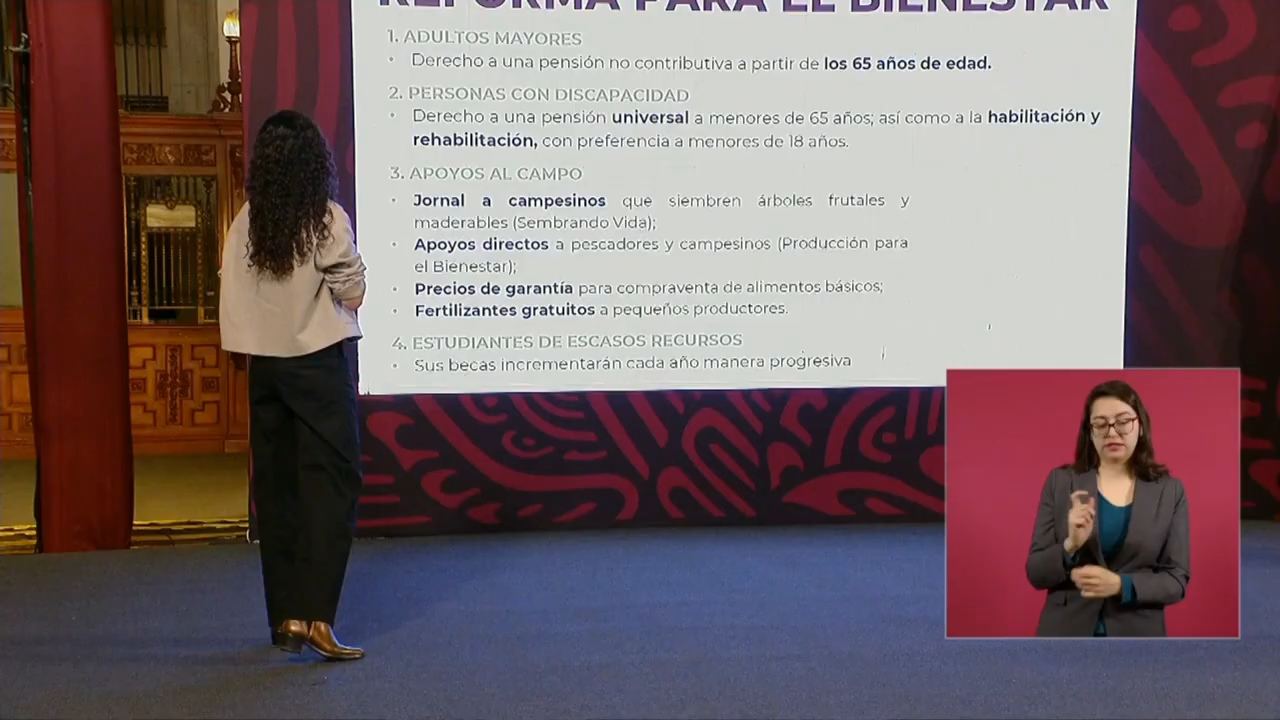 REFORMA PARA EL BIENESTAR
1. ADULTOS MAYORES
• Derecho a una pensión no contributiva a partir de los 65 años de edad.
2. PERSONAS CON DISCAPACIDAD
• Derecho a una pensión universal a menores de 65 años; así como a la habilitación y
rehabilitación, con preferencia a menores de 18 años.
3. APOYOS AL CAMPO
• Jornal a campesinos que siembren árboles frutales y
maderables (Sembrando Vida);
• Apoyos directos a pescadores y campesinos (Producción para
el Bienestar);
• Precios de garantía para compraventa de alimentos básicos;
• Fertilizantes gratuitos a pequeños productores.
4. ESTUDIANTES DE ESCASOS RECURSOS
• Sus becas incrementarán cada año manera progresiva